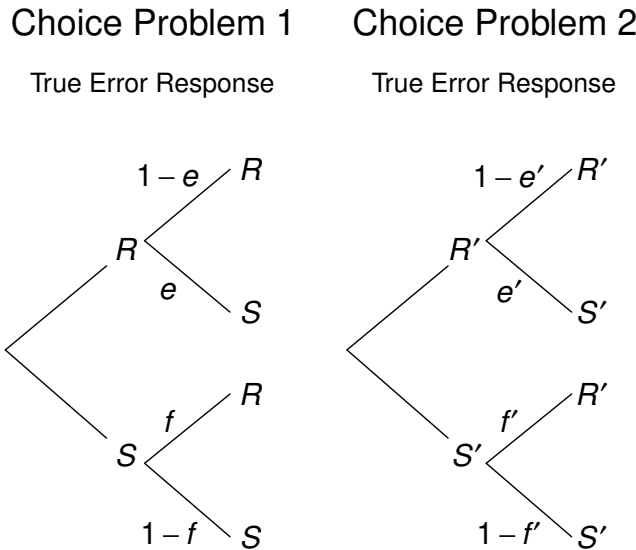 Choice Problem 1 Choice Problem 2
True Error Response True Error Response
1 – e R 1 – e′ R′
R R′
e S e′ S′
f R f′ R′
S S′
1 – f S 1 – f′ S′